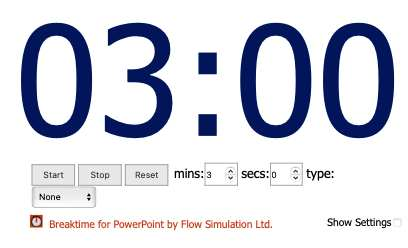 03:00
Start Stop Reset mins: 3 secs: 0 type:
None
Breaktime for PowerPoint by Flow Simulation Ltd. Show Settings